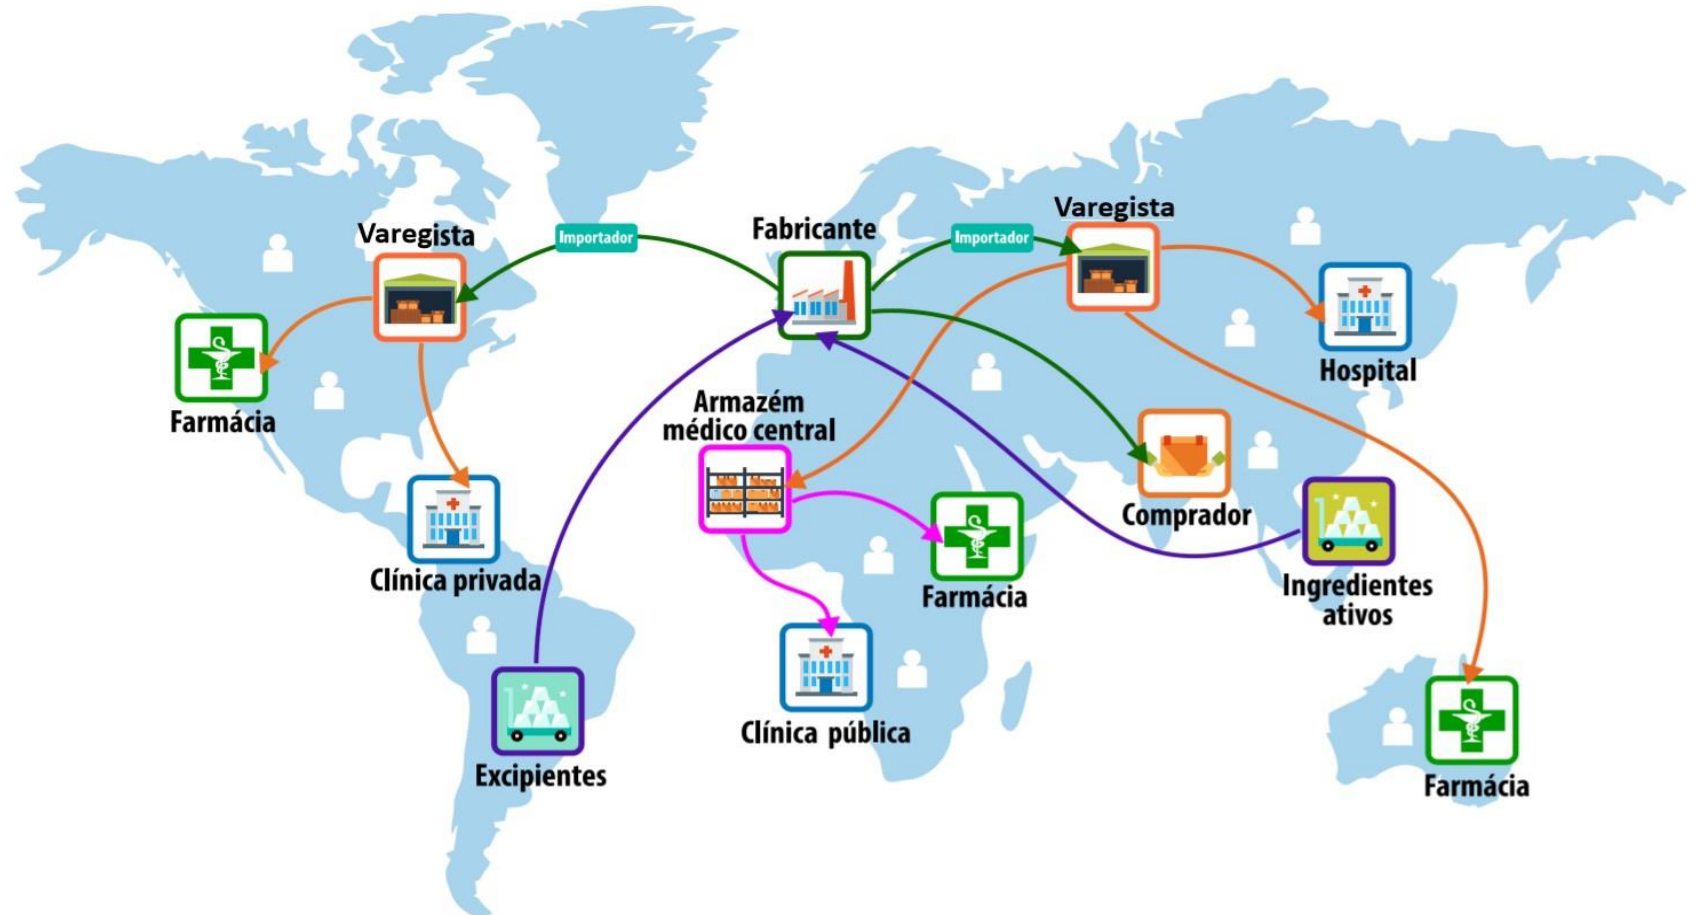 Varegista
Importador
Fabricante
Importador
Varegista
Farmácia
Hospital
Armazém
médico central
Comprador
Clínica privada
Farmácia
Ingredientes
ativos
Clínica pública
Excipientes
Farmácia